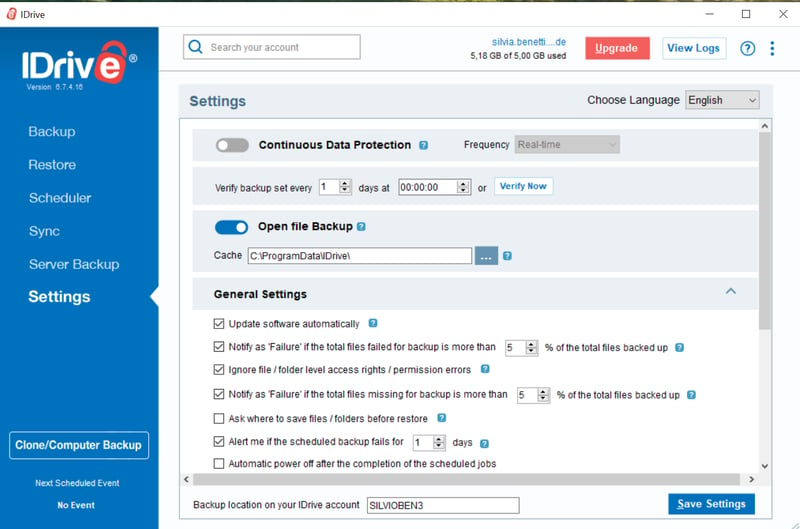 IDrive
IDrive®
Version 6.7.4.16
Search your account
silvia.benetti....de
5,18 GB of 5,00 GB used
Upgrade
View Logs
?
Backup
Restore
Scheduler
Sync
Server Backup
Settings
Clone/Computer Backup
Next Scheduled Event
No Event
Settings
Choose Language English
Continuous Data Protection ? Frequency Real-time
Verify backup set every 1 days at 00:00:00 or Verify Now
Open file Backup ?
Cache C:\ProgramData\IDrive\ ... ?
General Settings
Update software automatically ?
Notify as 'Failure' if the total files failed for backup is more than 5 % of the total files backed up ?
Ignore file / folder level access rights / permission errors ?
Notify as 'Failure' if the total files missing for backup is more than 5 % of the total files backed up ?
Ask where to save files / folders before restore ?
Alert me if the scheduled backup fails for 1 days ?
Automatic power off after the completion of the scheduled jobs
Backup location on your IDrive account SILVIOBEN3
Save Settings